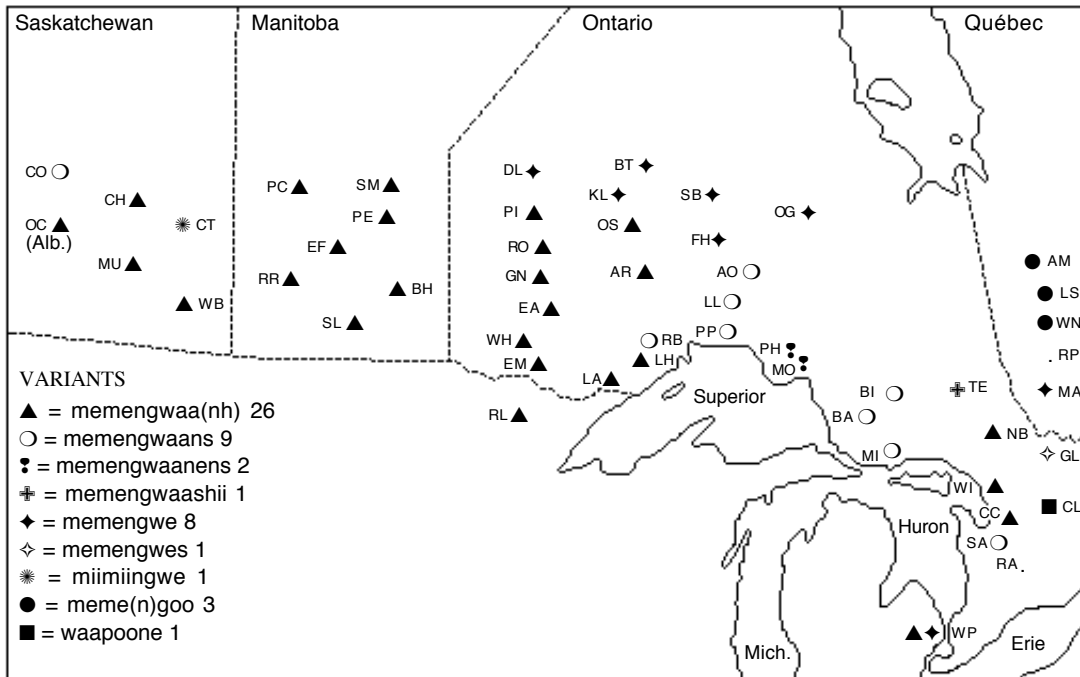 Saskatchewan Manitoba Ontario Québec
CO
CH
OC
(Alb.)
CT
MU
WB
PC
SM
PE
EF
RR
BH
SL
DL
BT
KL
SB
OG
PI
OS
FH
RO
AR
AO
GN
LL
EA
PP
WH
RB
EM
LH
PH
MO
LA
RL
BI
BA
MI
TE
NB
WI
CC
SA
RA
WP
AM
LS
WN
RP
MA
GL
CL
Superior
Huron
Mich.
Erie
VARIANTS
▲ = memengwaa(nh) 26
❍ = memengwaans 9
❢ = memengwaanens 2
✙ = memengwaashii 1
✦ = memengwe 8
✧ = memengwes 1
✺ = miimiingwe 1
● = meme(n)goo 3
■ = waapoone 1